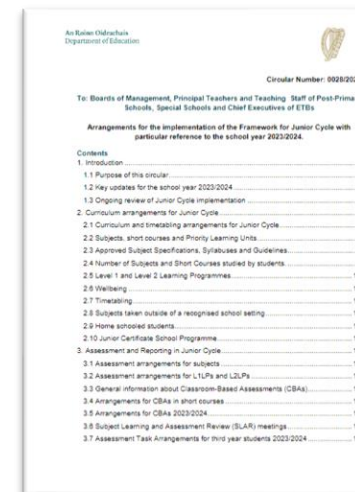 An Roinn Oideachais
Department of Education
Circular Number: 0028/202
To: Boards of Management, Principal Teachers and Teaching Staff of Post-Prima
Schools, Special Schools and Chief Executives of ETBs
Arrangements for the implementation of the Framework for Junior Cycle with
particular reference to the school year 2023/2024.
Contents
1. Introduction
1.1 Purpose of this circular
1.2 Key updates for the school year 2023/2024
1.3 Ongoing review of Junior Cycle implementation
2. Curriculum arrangements for Junior Cycle
2.1 Curriculum and timetabling arrangements for Junior Cycle
2.2 Subjects, short courses and Priority Learning Units
2.3 Approved Subject Specifications, Syllabuses and Guidelines
2.4 Number of Subjects and Short Courses studied by students
2.5 Level 1 and Level 2 Learning Programmes
2.6 Wellbeing
2.7 Timetabling
2.8 Subjects taken outside of a recognised school setting
2.9 Home schooled students
2.10 Junior Certificate School Programme
3. Assessment and Reporting in Junior Cycle
3.1 Assessment arrangements for subjects
3.2 Assessment arrangements for L1LPs and L2LPs
3.3 General information about Classroom-Based Assessments (CBAs)
3.4 Arrangements for CBAs in short courses
3.5 Arrangements for CBAs 2023/2024
3.6 Subject Learning and Assessment Review (SLAR) meetings
3.7 Assessment Task Arrangements for third year students 2023/2024